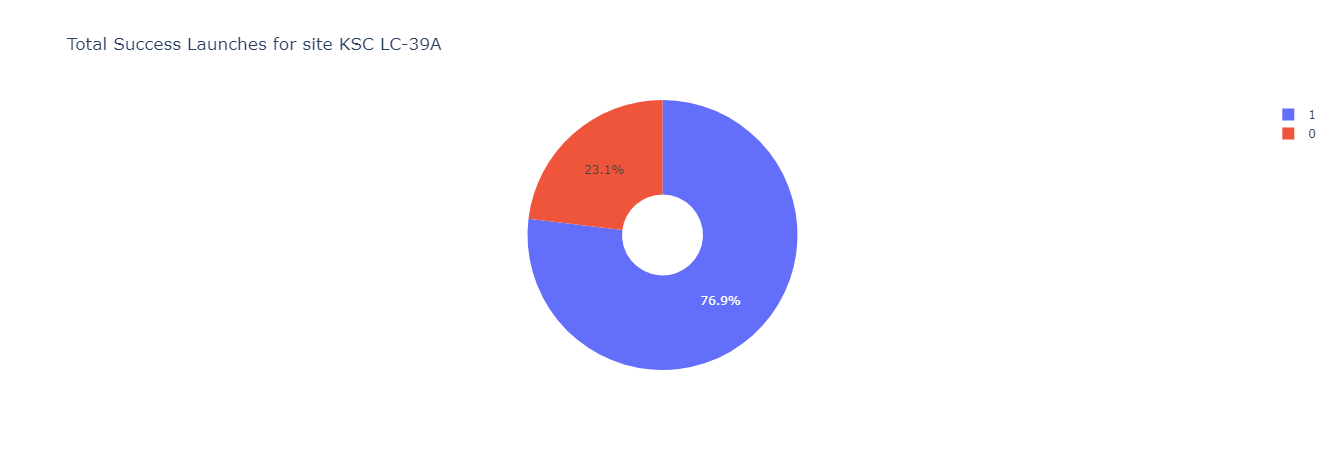 Total Success Launches for site KSC LC-39A
1
0
23.1%
76.9%